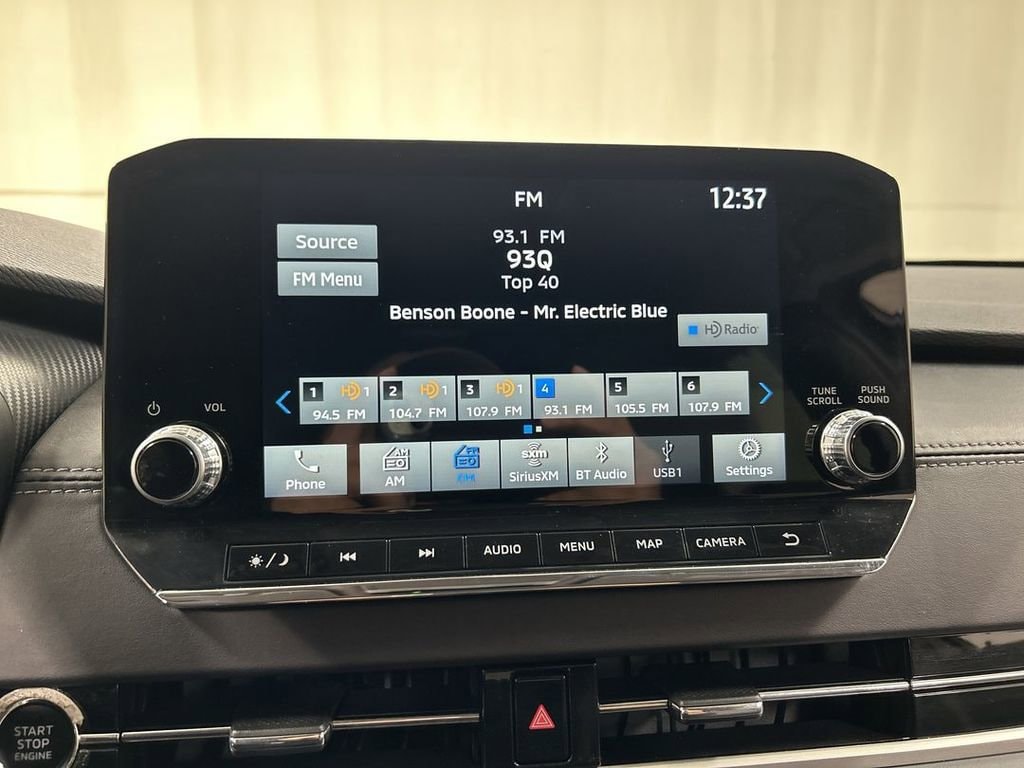 FM
12:37
Source
93.1 FM
FM Menu
93Q
Top 40
Benson Boone - Mr. Electric Blue
HD Radio
1 HD 1
94.5 FM
2 HD 1
104.7 FM
3 HD 1
107.9 FM
4
93.1 FM
5
105.5 FM
6
107.9 FM
VOL
TUNE
SCROLL
PUSH
SOUND
Phone
AM
AM
FM
FM
sxm
SiriusXM
BT Audio
USB1
Settings
AUDIO
MENU
MAP
CAMERA
START
STOP
ENGINE